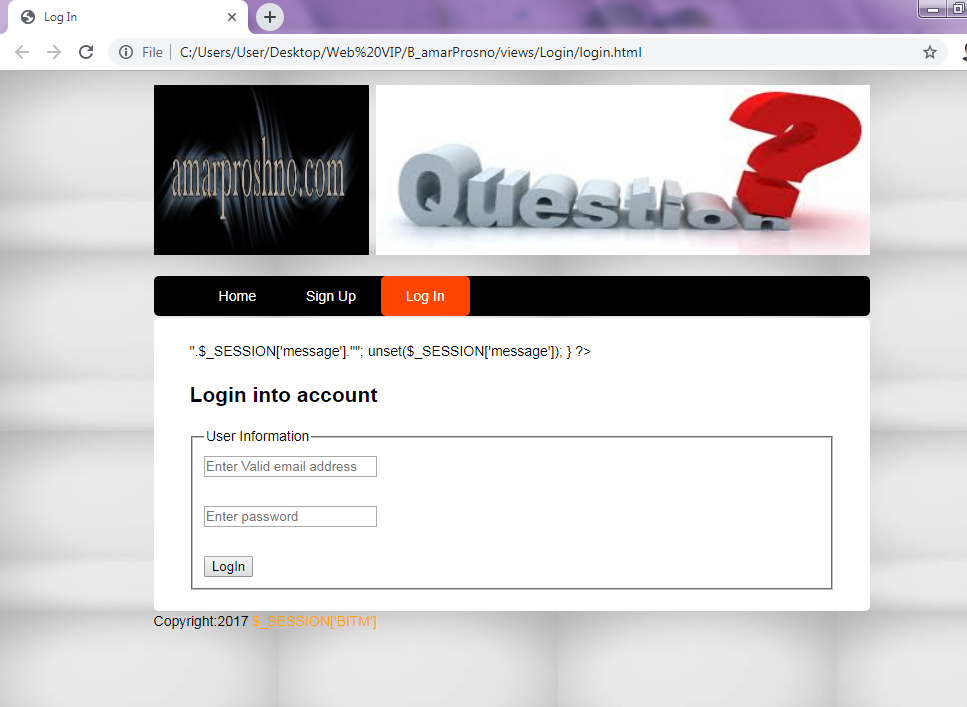 Log In
File C:/Users/User/Desktop/Web%20VIP/B_amarProsno/views/Login/login.html
amarproshno.com
Question?
Home Sign Up Log In
".$_SESSION['message'].""; unset($_SESSION['message']); } ?>
Login into account
User Information
Enter Valid email address
Enter password
LogIn
Copyright:2017 $_SESSION['BITM']